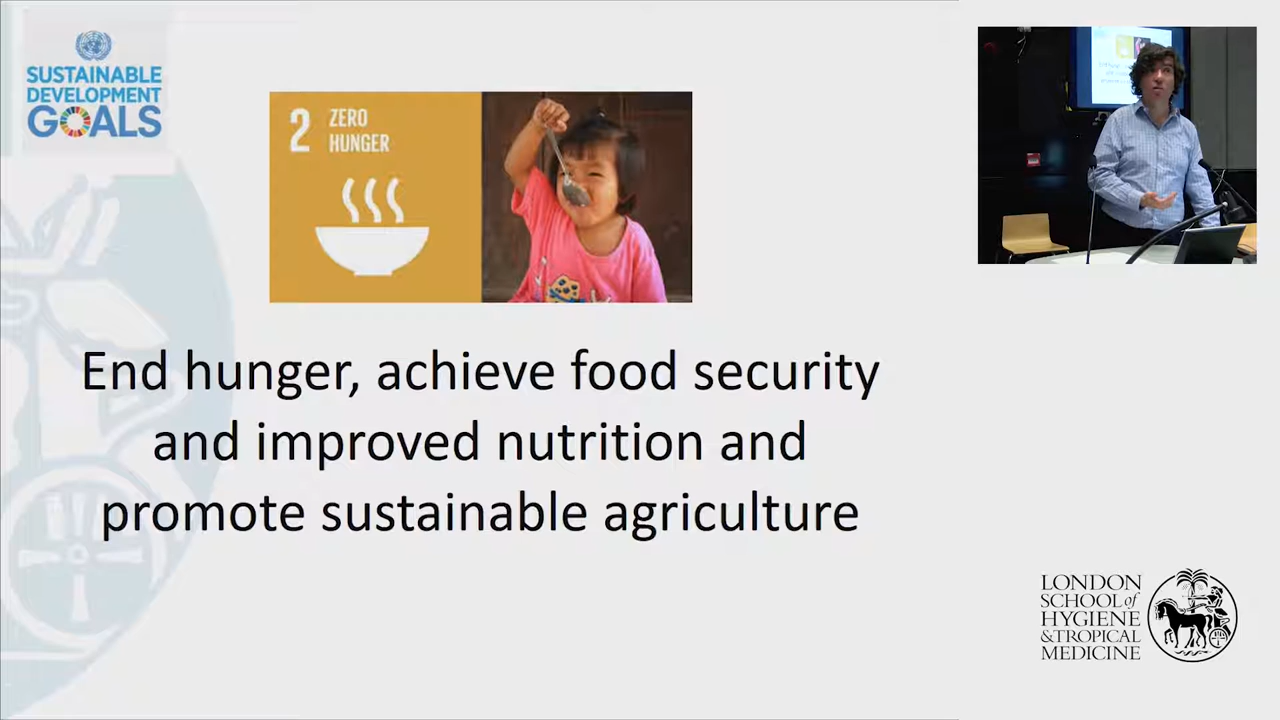 SUSTAINABLE
DEVELOPMENT
GOALS
2 ZERO
HUNGER
End hunger, achieve food security
and improved nutrition and
promote sustainable agriculture
LONDON
SCHOOL of
HYGIENE
&TROPICAL
MEDICINE